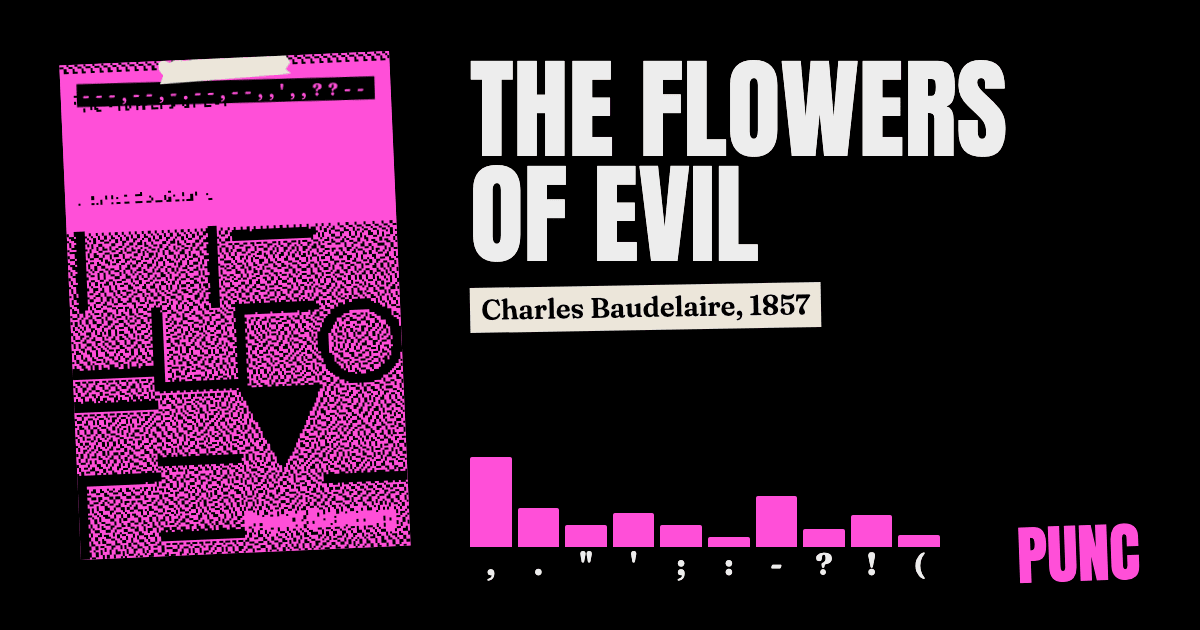 ---,--,-.--,--,,',,??--
THE FLOWERS
OF EVIL
Charles Baudelaire, 1857
, . " ' ; : - ? ! (
PUNC